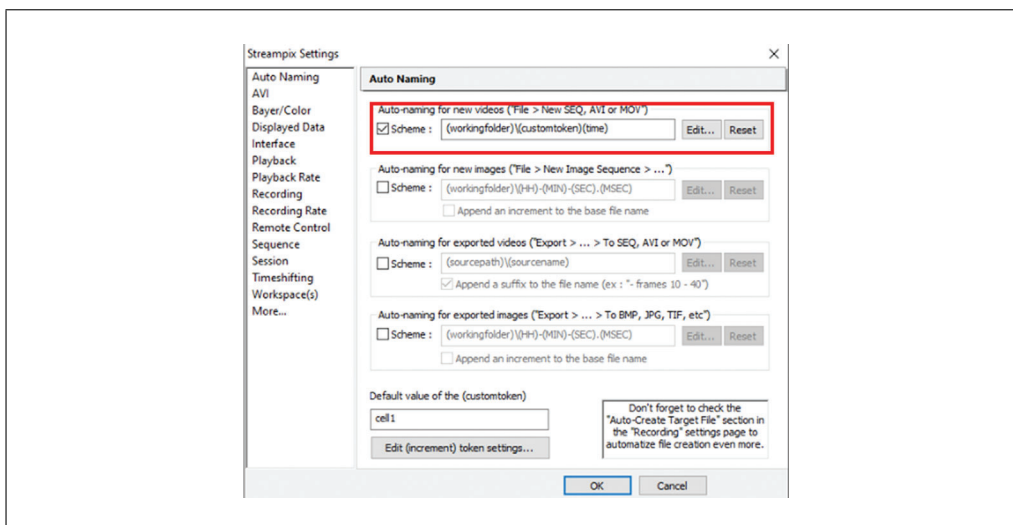 Streampix Settings
Auto Naming
AVI
Bayer/Color
Displayed Data
Interface
Playback
Playback Rate
Recording
Recording Rate
Remote Control
Sequence
Session
Timeshifting
Workspace(s)
More...
Auto Naming
Auto-naming for new videos ("File > New SEQ, AVI or MOV")
Scheme : (workingfolder)\(customtoken)(time) Edit... Reset
Auto-naming for new images ("File > New Image Sequence > ...")
Scheme : (workingfolder)\(HH)-(MIN)-(SEC).(MSEC) Edit... Reset
Append an increment to the base file name
Auto-naming for exported videos ("Export > ... > To SEQ, AVI or MOV")
Scheme : (sourcepath)\(sourcename) Edit... Reset
Append a suffix to the file name (ex : "- frames 10 - 40")
Auto-naming for exported images ("Export > ... > To BMP, JPG, TIF, etc")
Scheme : (workingfolder)\(HH)-(MIN)-(SEC).(MSEC) Edit... Reset
Append an increment to the base file name
Default value of the (customtoken)
cell1
Edit (increment) token settings...
Don't forget to check the
"Auto-Create Target File" section in
the "Recording" settings page to
automatize file creation even more.
OK Cancel